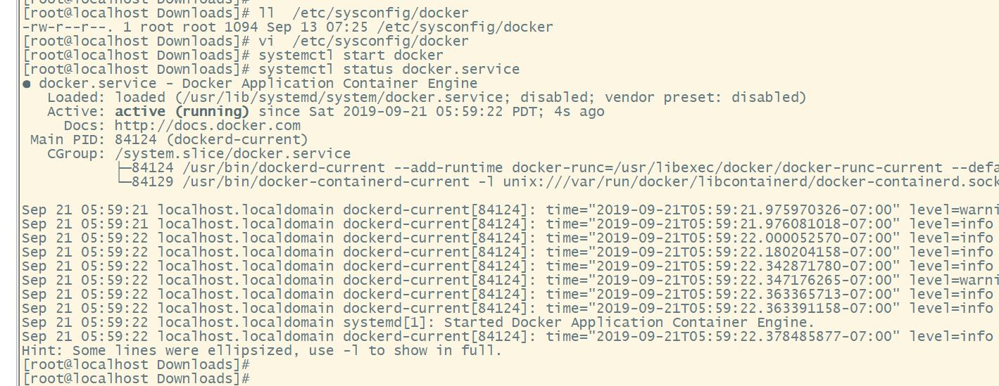 [root@localhost Downloads]#
[root@localhost Downloads]# ll  /etc/sysconfig/docker
-rw-r--r--. 1 root root 1094 Sep 13 07:25 /etc/sysconfig/docker
[root@localhost Downloads]# vi  /etc/sysconfig/docker
[root@localhost Downloads]# systemctl start docker
[root@localhost Downloads]# systemctl status docker.service
● docker.service - Docker Application Container Engine
   Loaded: loaded (/usr/lib/systemd/system/docker.service; disabled; vendor preset: disabled)
   Active: active (running) since Sat 2019-09-21 05:59:22 PDT; 4s ago
     Docs: http://docs.docker.com
 Main PID: 84124 (dockerd-current)
   CGroup: /system.slice/docker.service
           ├─84124 /usr/bin/dockerd-current --add-runtime docker-runc=/usr/libexec/docker/docker-runc-current --defa
           └─84129 /usr/bin/docker-containerd-current -l unix:///var/run/docker/libcontainerd/docker-containerd.sock

Sep 21 05:59:21 localhost.localdomain dockerd-current[84124]: time="2019-09-21T05:59:21.975970326-07:00" level=warni
Sep 21 05:59:21 localhost.localdomain dockerd-current[84124]: time="2019-09-21T05:59:21.976081018-07:00" level=info
Sep 21 05:59:22 localhost.localdomain dockerd-current[84124]: time="2019-09-21T05:59:22.000052570-07:00" level=info
Sep 21 05:59:22 localhost.localdomain dockerd-current[84124]: time="2019-09-21T05:59:22.180204158-07:00" level=info
Sep 21 05:59:22 localhost.localdomain dockerd-current[84124]: time="2019-09-21T05:59:22.342871780-07:00" level=info
Sep 21 05:59:22 localhost.localdomain dockerd-current[84124]: time="2019-09-21T05:59:22.347176265-07:00" level=warni
Sep 21 05:59:22 localhost.localdomain dockerd-current[84124]: time="2019-09-21T05:59:22.363365713-07:00" level=info
Sep 21 05:59:22 localhost.localdomain dockerd-current[84124]: time="2019-09-21T05:59:22.363391158-07:00" level=info
Sep 21 05:59:22 localhost.localdomain systemd[1]: Started Docker Application Container Engine.
Sep 21 05:59:22 localhost.localdomain dockerd-current[84124]: time="2019-09-21T05:59:22.378485877-07:00" level=info
Hint: Some lines were ellipsized, use -l to show in full.
[root@localhost Downloads]#
[root@localhost Downloads]#